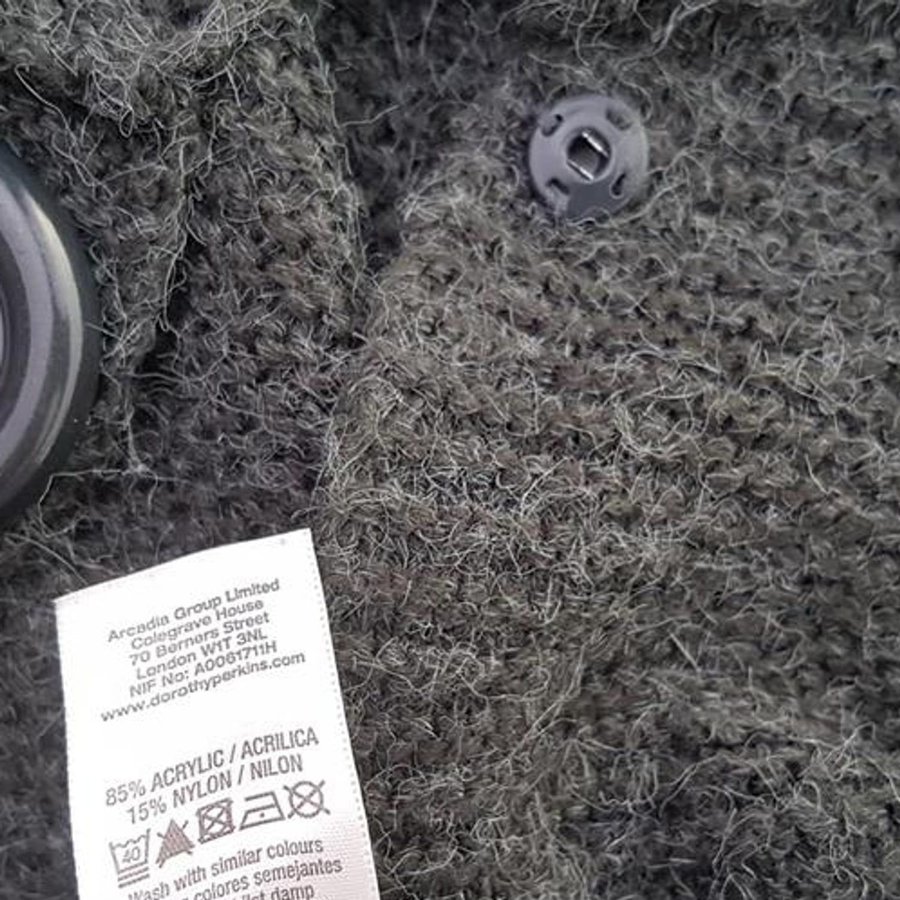 Arcadia Group Limited
Colegrave House
70 Berners Street
London W1T 3NL
NIF No: A0061711H
www.dorothyperkins.com
85% ACRYLIC / ACRILICA
15% NYLON / NILON
40
Wash with similar colours
colores semejantes
damp